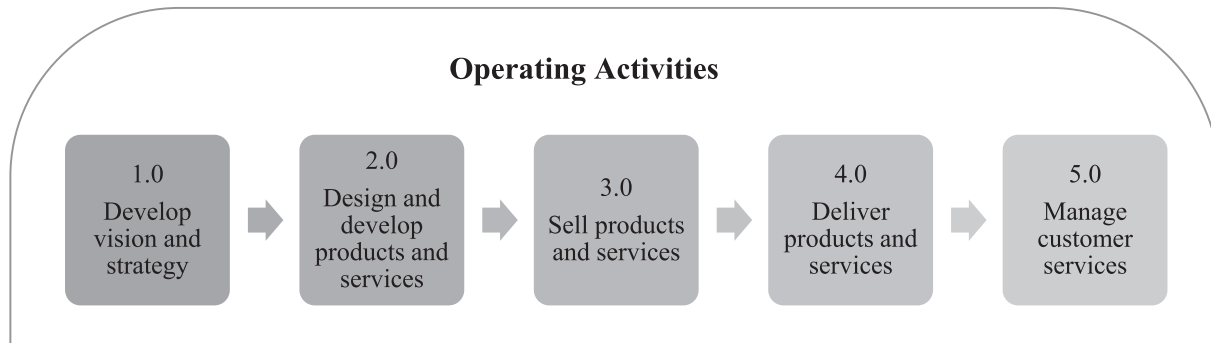 Operating Activities
1.0
Develop
vision and
strategy
2.0
Design and
develop
products and
services
3.0
Sell products
and services
4.0
Deliver
products and
services
5.0
Manage
customer
services